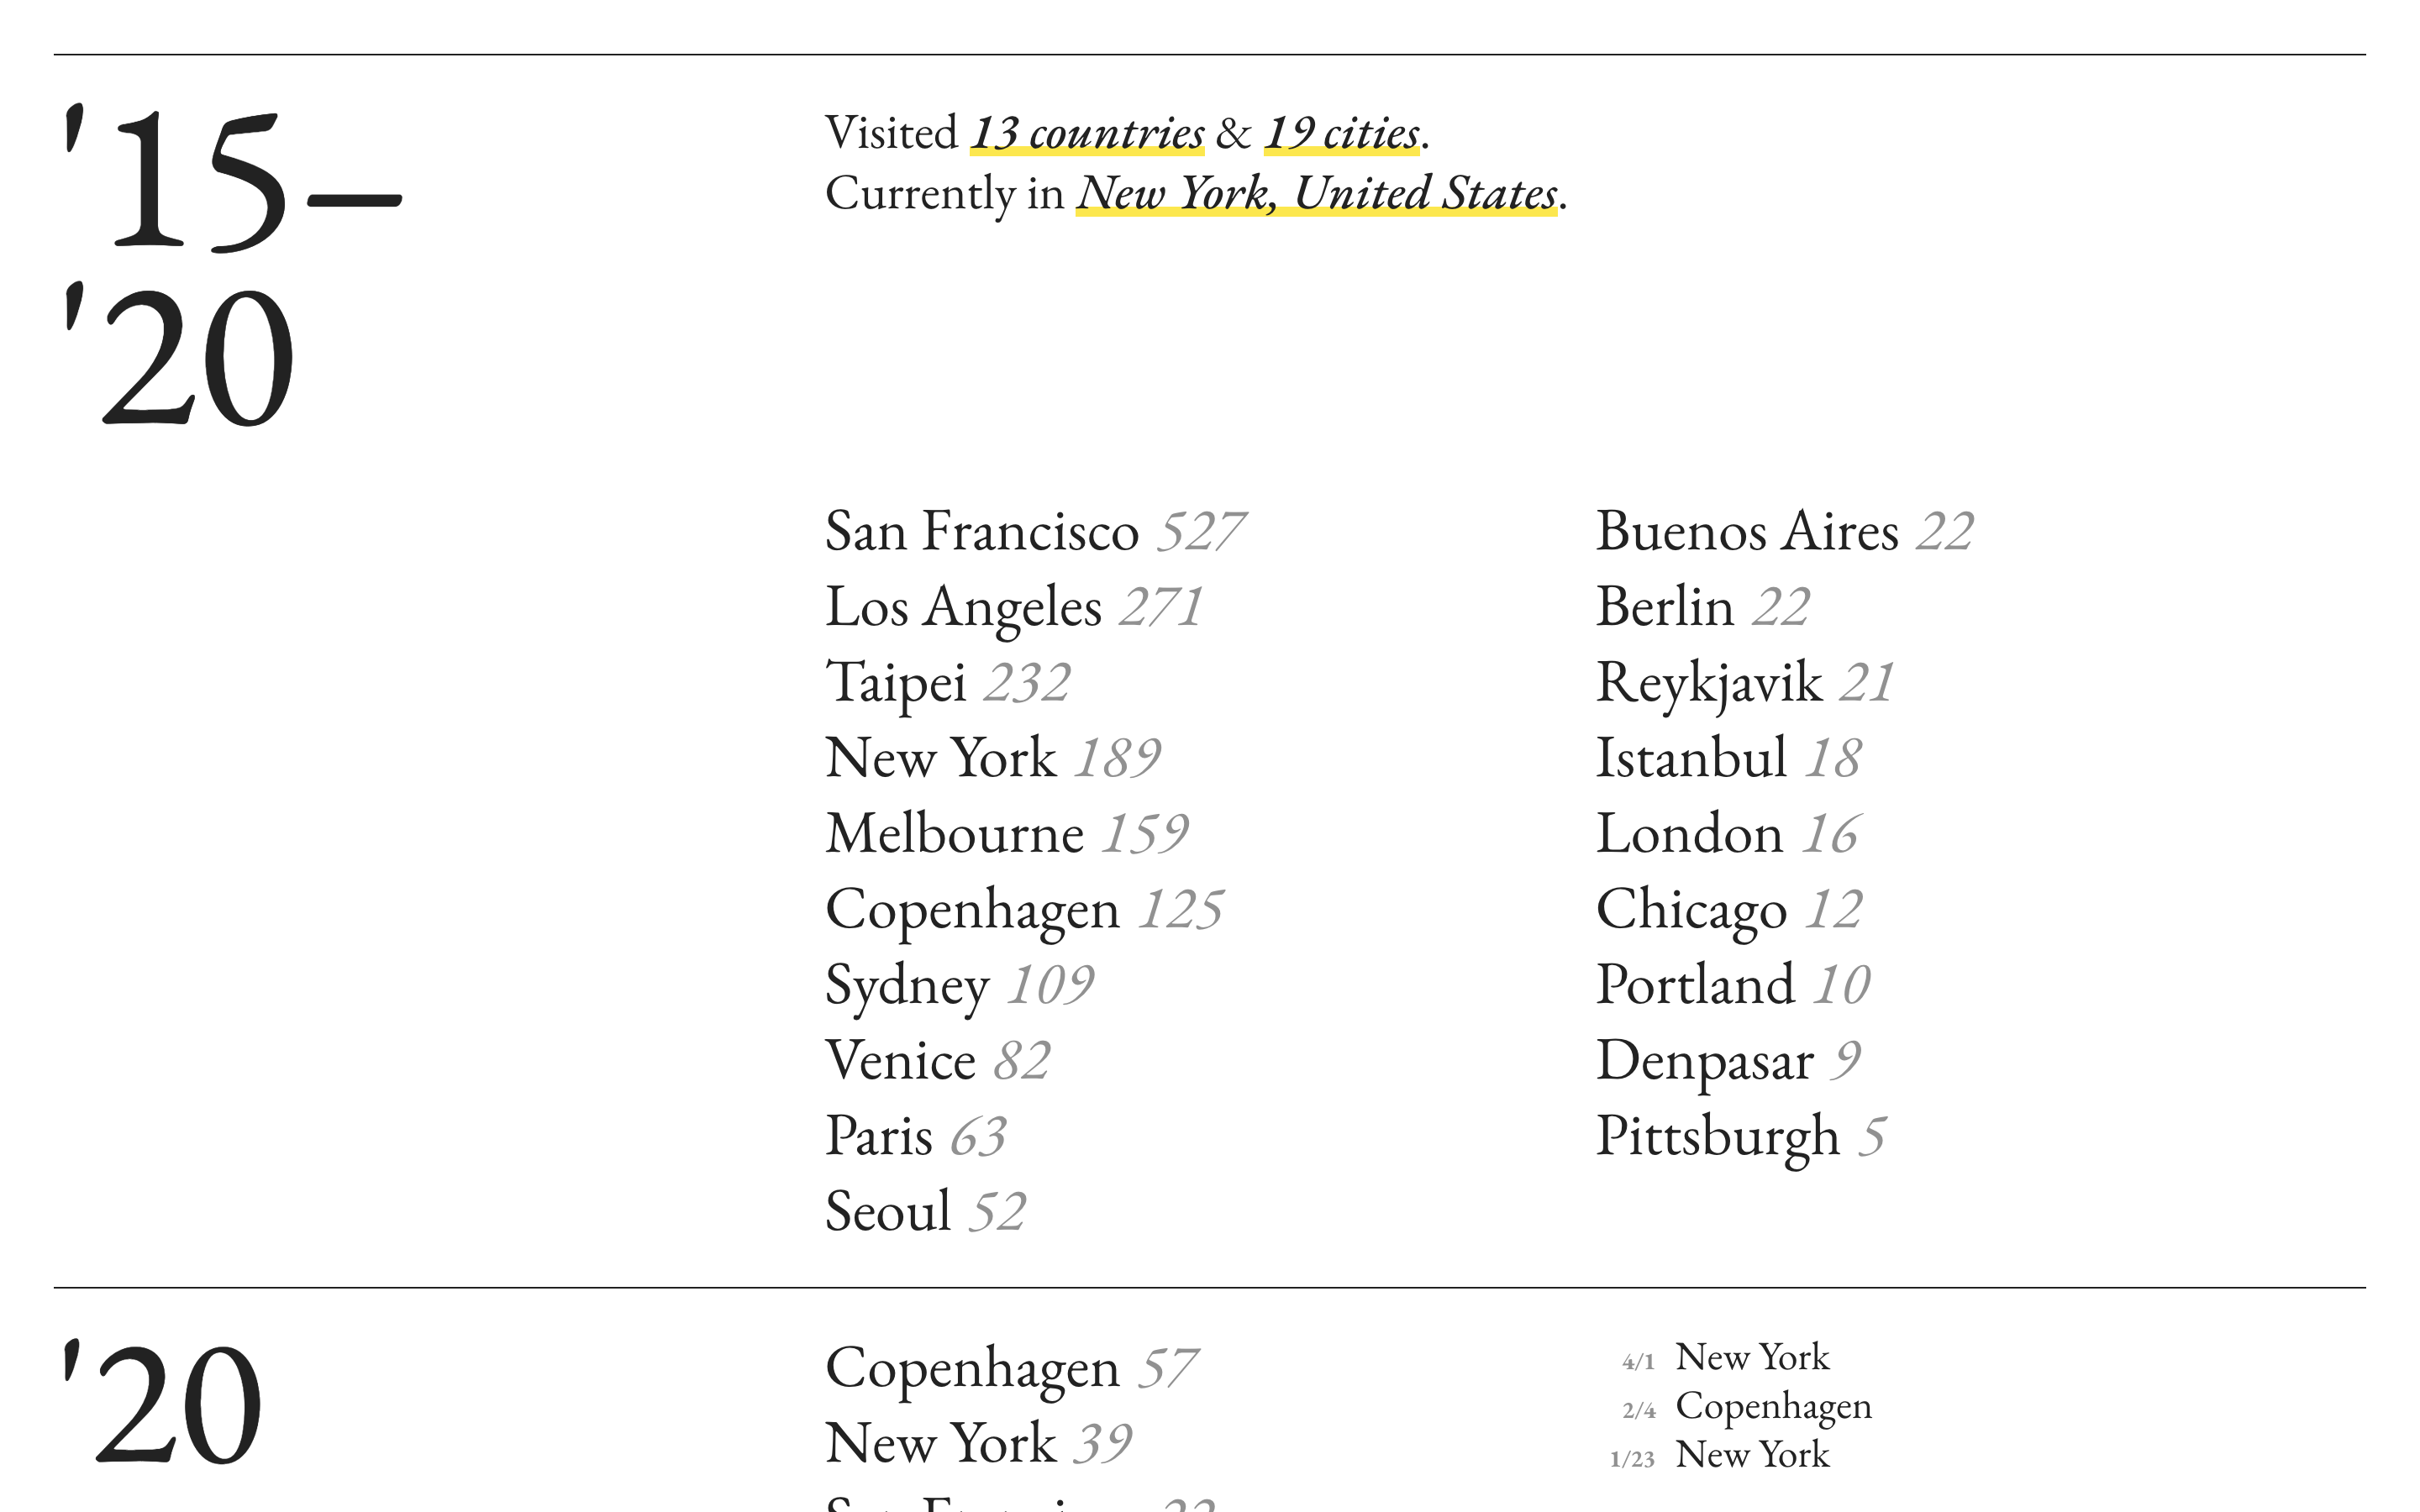 '15–
'20
Visited 13 countries & 19 cities.
Currently in New York, United States.
San Francisco 527
Los Angeles 271
Taipei 232
New York 189
Melbourne 159
Copenhagen 125
Sydney 109
Venice 82
Paris 63
Seoul 52
Buenos Aires 22
Berlin 22
Reykjavik 21
Istanbul 18
London 16
Chicago 12
Portland 10
Denpasar 9
Pittsburgh 5
'20
Copenhagen 57
New York 39
4/1 New York
2/4 Copenhagen
1/23 New York